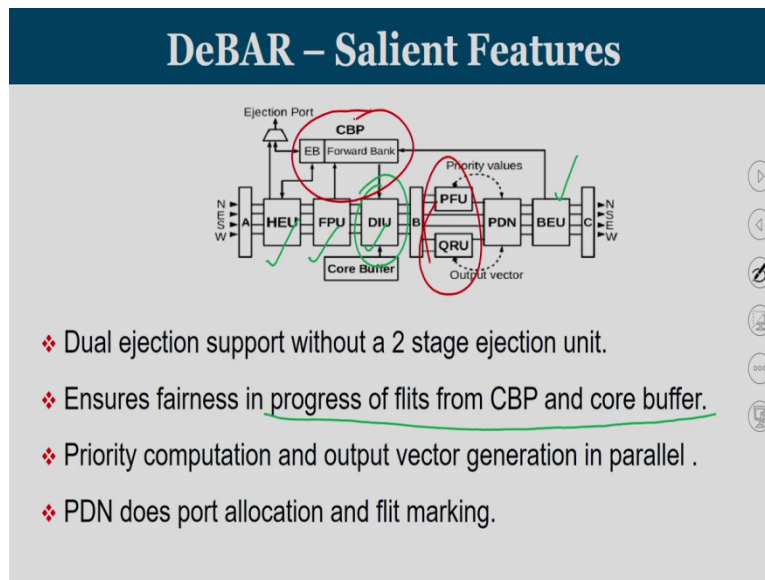 DeBAR – Salient Features
Ejection Port
CBP
EB Forward Bank
Priority values
N
E
S
W
A
HEU
FPU
DIU
B
PFU
QRU
PDN
BEU
C
N
S
E
W
Core Buffer
Output vector
❖ Dual ejection support without a 2 stage ejection unit.
❖ Ensures fairness in progress of flits from CBP and core buffer.
❖ Priority computation and output vector generation in parallel .
❖ PDN does port allocation and flit marking.